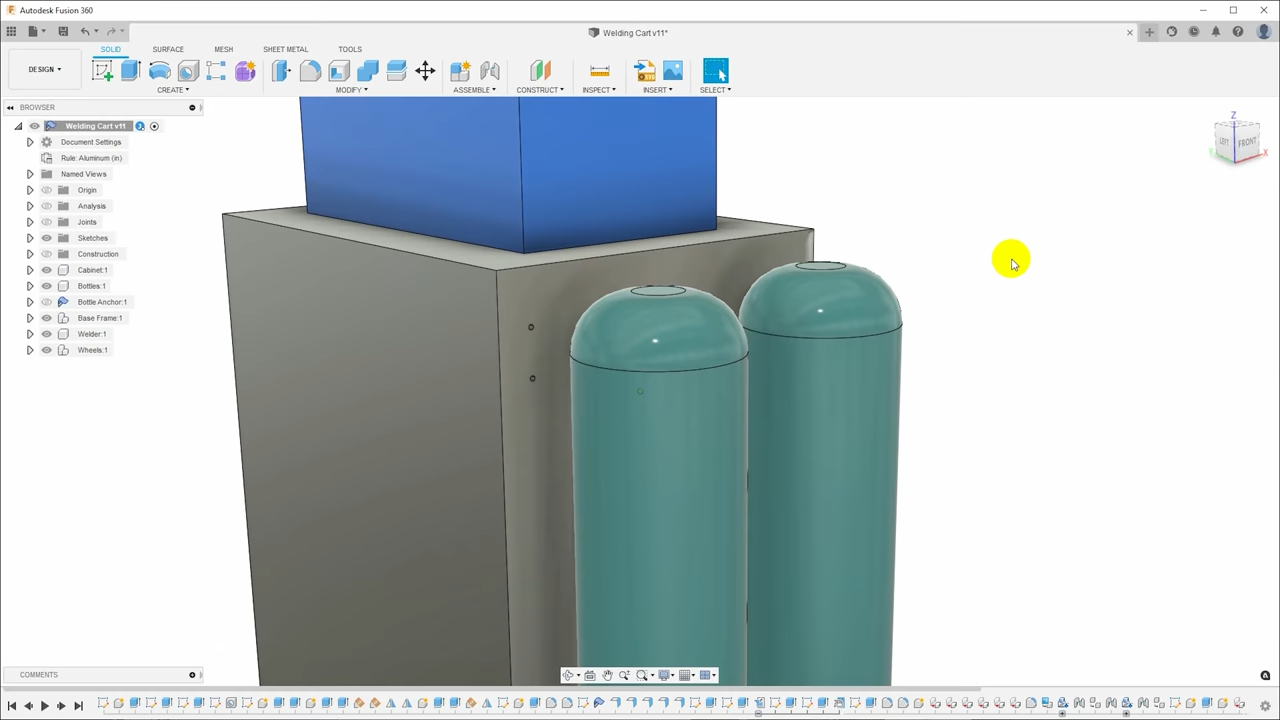 Autodesk Fusion 360
Welding Cart v11*
DESIGN
SOLID SURFACE MESH SHEET METAL TOOLS
CREATE MODIFY ASSEMBLE CONSTRUCT INSPECT INSERT SELECT
BROWSER
Welding Cart v11
Document Settings
Rule: Aluminum (in)
Named Views
Origin
Analysis
Joints
Sketches
Construction
Cabinet:1
Bottles:1
Bottle Anchor:1
Base Frame:1
Welder:1
Wheels:1
Z
LEFT FRONT
X
COMMENTS